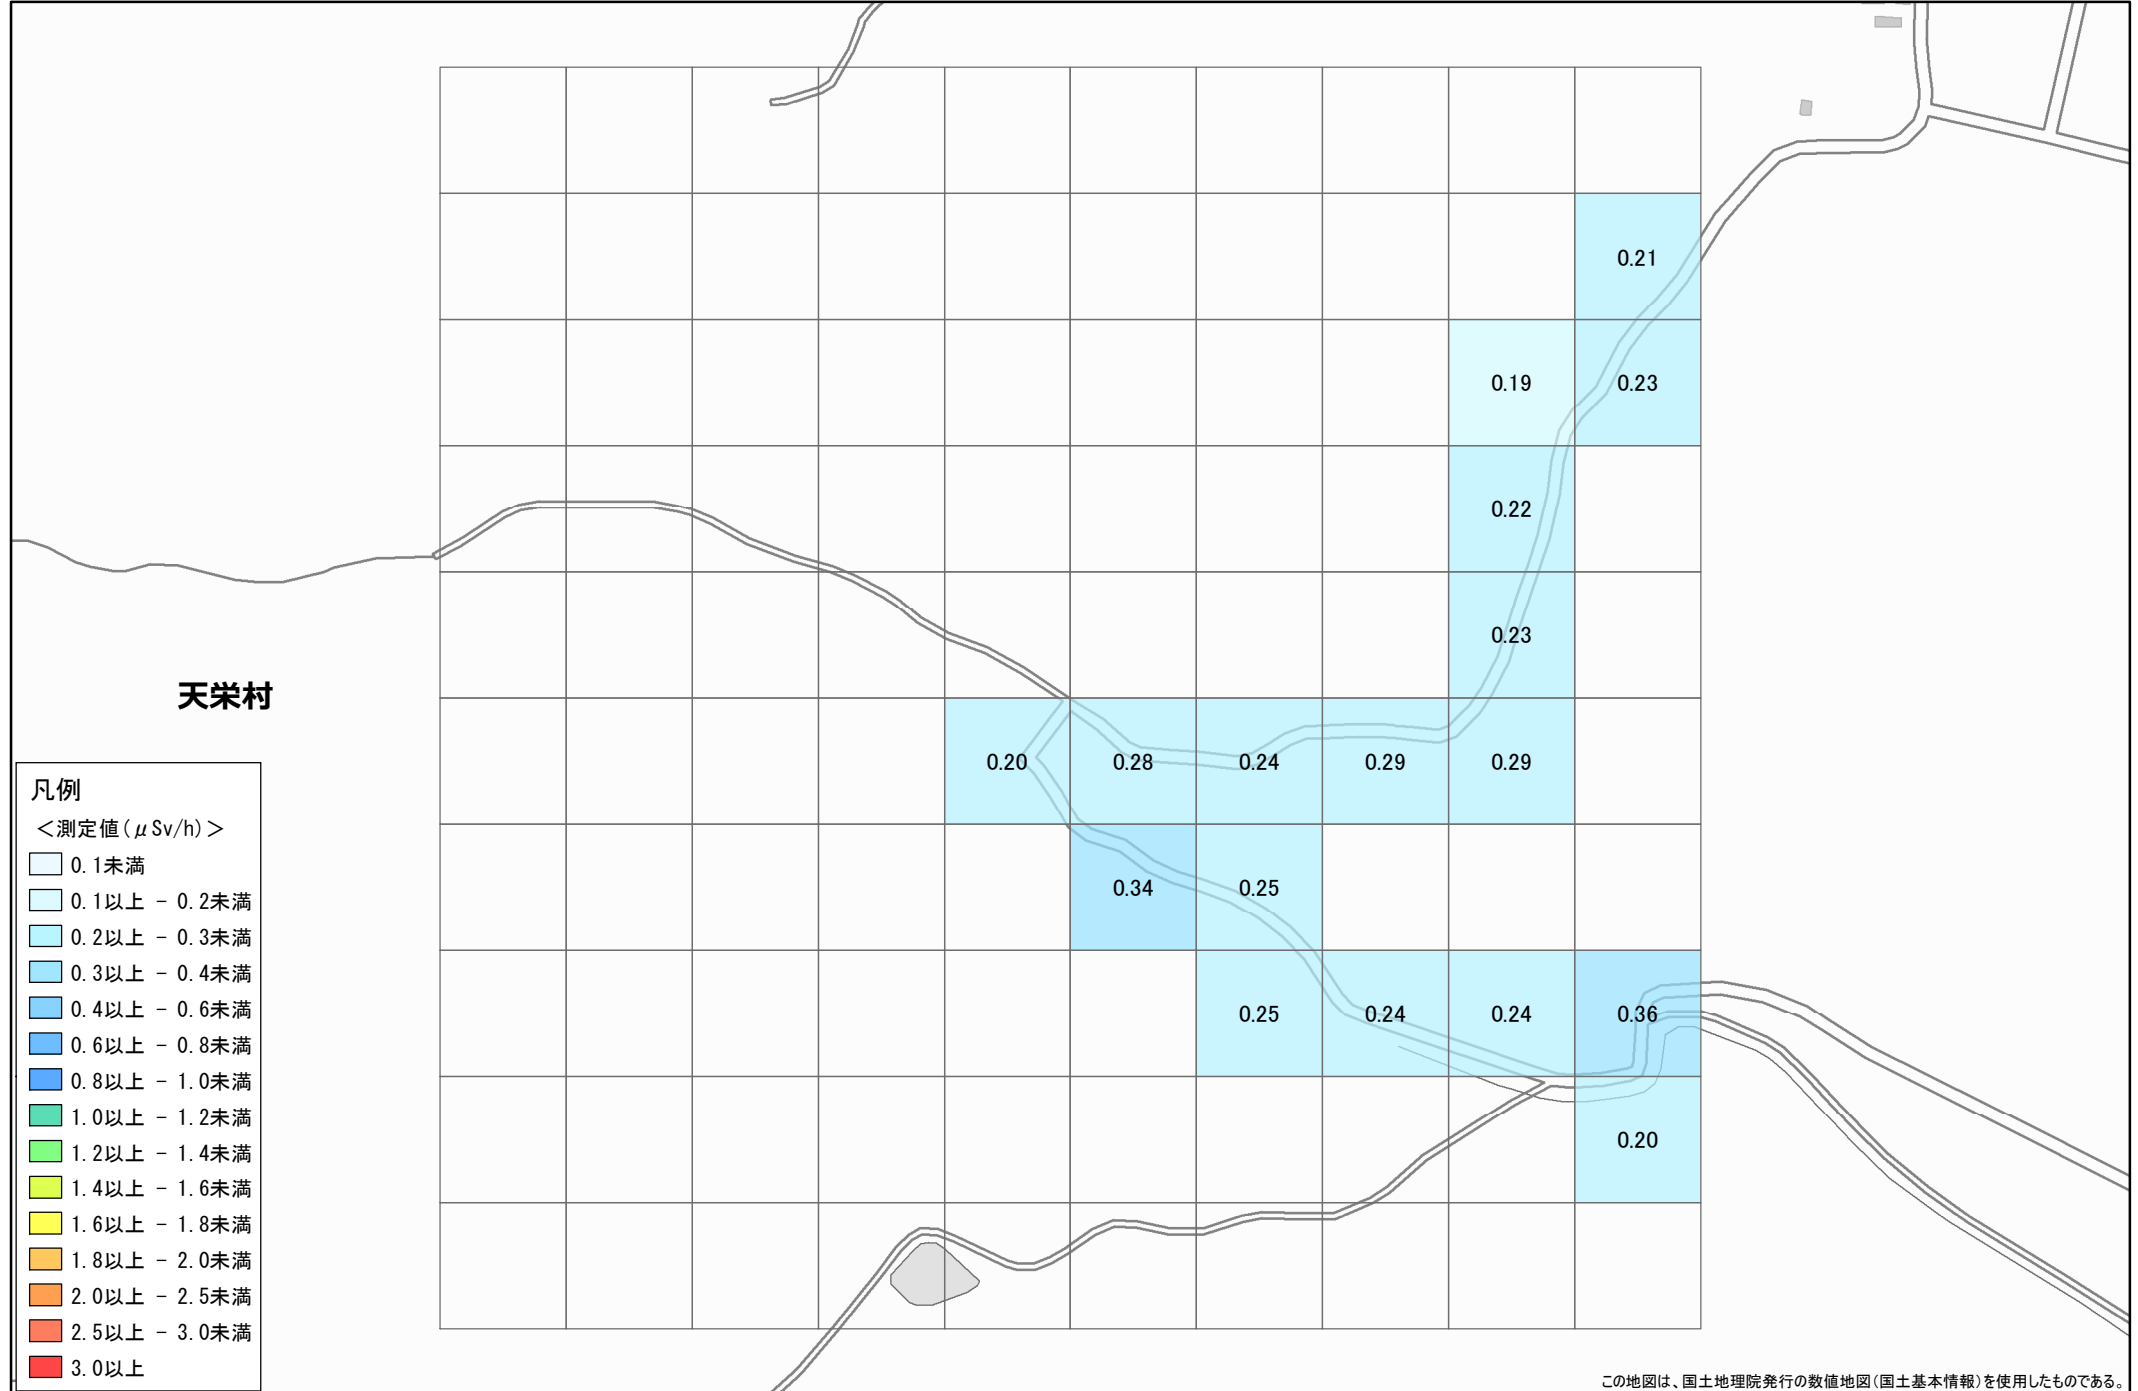 0.21
0.19 0.23
0.22
0.23
天栄村
0.20 0.28 0.24 0.29 0.29
凡例
＜測定値(μSv/h)＞
0.1未満
0.1以上 - 0.2未満
0.2以上 - 0.3未満
0.3以上 - 0.4未満
0.4以上 - 0.6未満
0.6以上 - 0.8未満
0.8以上 - 1.0未満
1.0以上 - 1.2未満
1.2以上 - 1.4未満
1.4以上 - 1.6未満
1.6以上 - 1.8未満
1.8以上 - 2.0未満
2.0以上 - 2.5未満
2.5以上 - 3.0未満
3.0以上
0.34 0.25
0.25 0.24 0.24 0.36
0.20
この地図は、国土地理院発行の数値地図(国土基本情報)を使用したものである。